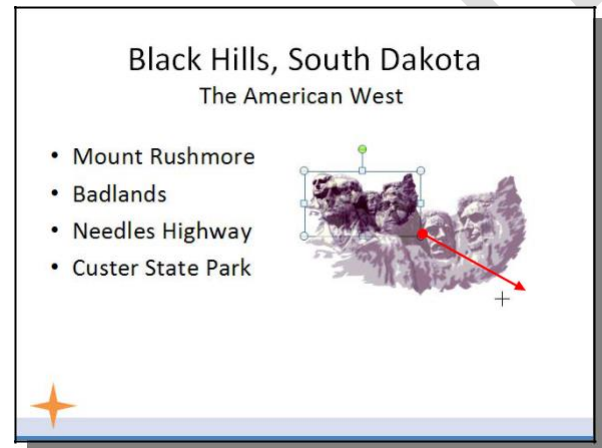 Black Hills, South Dakota
The American West
• Mount Rushmore
• Badlands
• Needles Highway
• Custer State Park